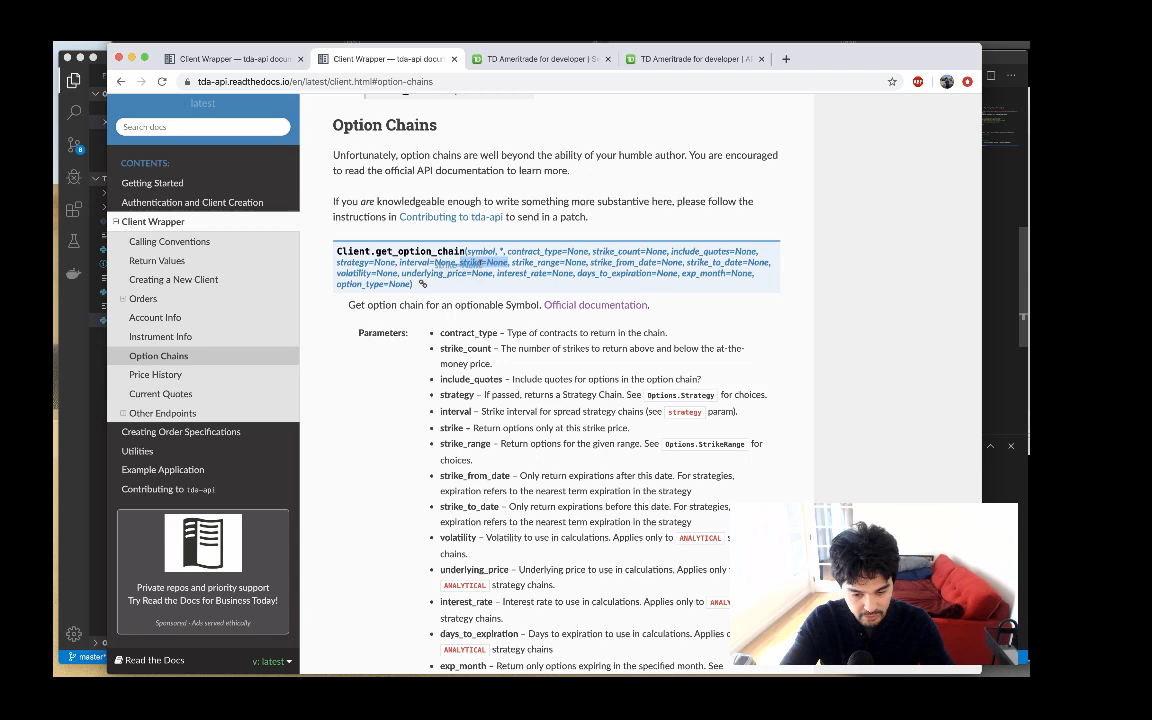 Client Wrapper — tda-api docum
Client Wrapper — tda-api docum
TD Ameritrade for developer | S
TD Ameritrade for developer | A
tda-api.readthedocs.io/en/latest/client.html#option-chains
latest
Search docs
CONTENTS:
Getting Started
Authentication and Client Creation
Client Wrapper
Calling Conventions
Return Values
Creating a New Client
Orders
Account Info
Instrument Info
Option Chains
Price History
Current Quotes
Other Endpoints
Creating Order Specifications
Utilities
Example Application
Contributing to tda-api
Private repos and priority support
Try Read the Docs for Business Today!
Sponsored · Ads served ethically
Read the Docs
v: latest
master*
Option Chains
Unfortunately, option chains are well beyond the ability of your humble author. You are encouraged
to read the official API documentation to learn more.
If you are knowledgeable enough to write something more substantive here, please follow the
instructions in Contributing to tda-api to send in a patch.
Client.get_option_chain(symbol, *, contract_type=None, strike_count=None, include_quotes=None,
strategy=None, interval=None, strike=None, strike_range=None, strike_from_date=None, strike_to_date=None,
volatility=None, underlying_price=None, interest_rate=None, days_to_expiration=None, exp_month=None,
option_type=None)
Get option chain for an optionable Symbol. Official documentation.
Parameters:
• contract_type – Type of contracts to return in the chain.
• strike_count – The number of strikes to return above and below the at-the-
money price.
• include_quotes – Include quotes for options in the option chain?
• strategy – If passed, returns a Strategy Chain. See Options.Strategy for choices.
• interval – Strike interval for spread strategy chains (see strategy param).
• strike – Return options only at this strike price.
• strike_range – Return options for the given range. See Options.StrikeRange for
choices.
• strike_from_date – Only return expirations after this date. For strategies,
expiration refers to the nearest term expiration in the strategy
• strike_to_date – Only return expirations before this date. For strategies,
expiration refers to the nearest term expiration in the strategy
• volatility – Volatility to use in calculations. Applies only to ANALYTICAL s
chains.
• underlying_price – Underlying price to use in calculations. Applies only
ANALYTICAL strategy chains.
• interest_rate – Interest rate to use in calculations. Applies only to ANALY
strategy chains.
• days_to_expiration – Days to expiration to use in calculations. Applies o
ANALYTICAL strategy chains
• exp_month – Return only options expiring in the specified month. See